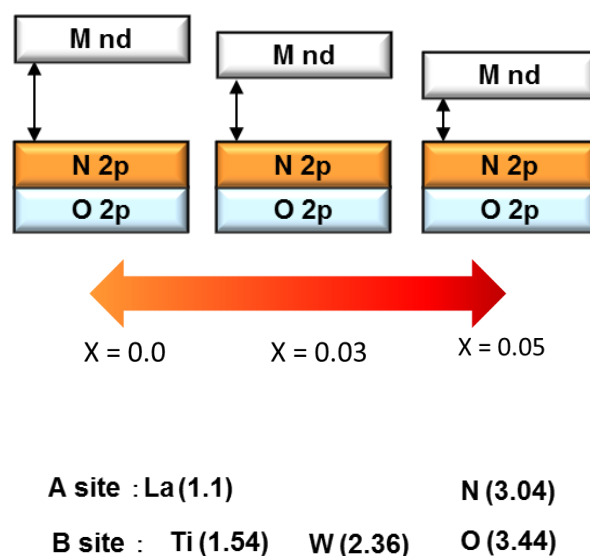 M nd M nd M nd
N 2p N 2p N 2p
O 2p O 2p O 2p
X = 0.0 X = 0.03 X = 0.05
A site : La (1.1) N (3.04)
B site : Ti (1.54) W (2.36) O (3.44)